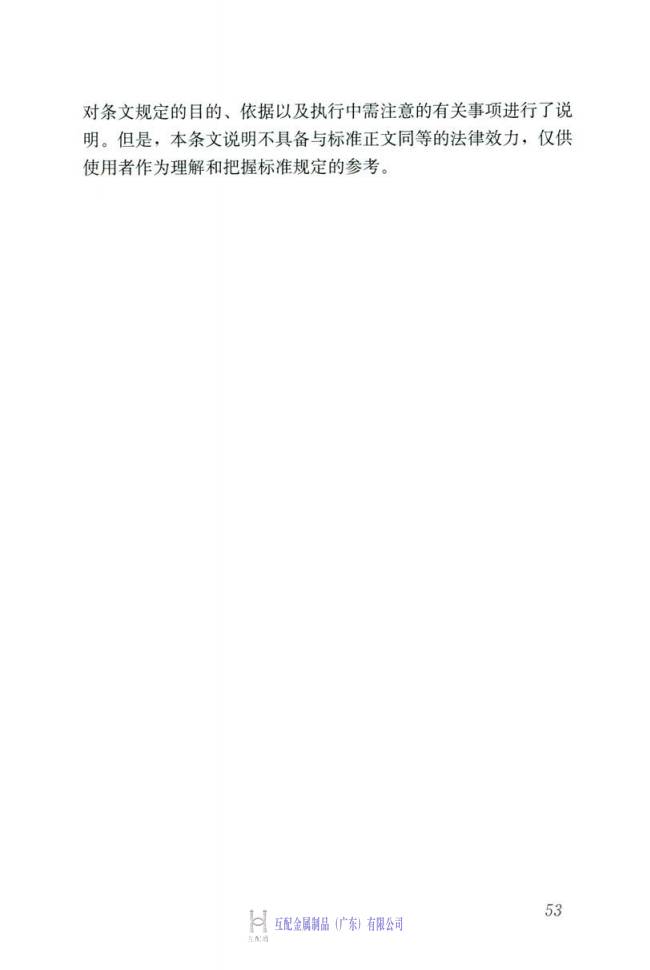 对条文规定的目的、依据以及执行中需注意的有关事项进行了说
明。但是，本条文说明不具备与标准正文同等的法律效力，仅供
使用者作为理解和把握标准规定的参考。
53
互配金属制品（广东）有限公司
互配通